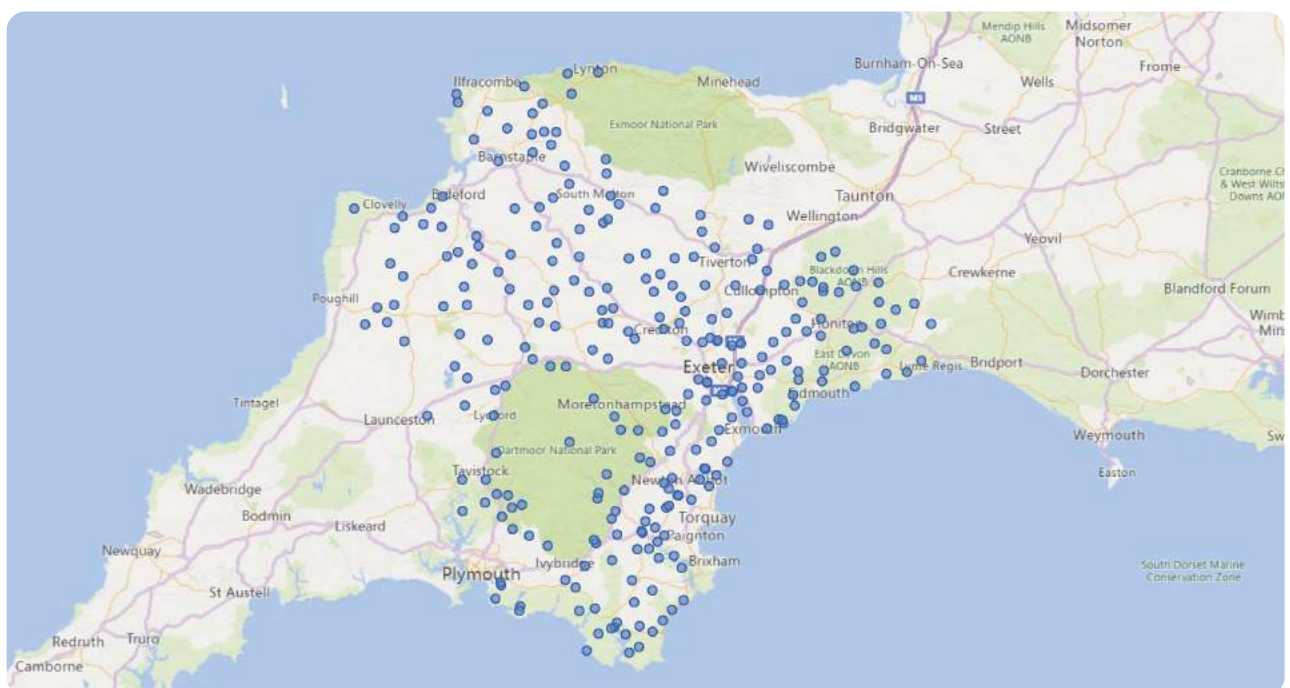 Mendip Hills
AONB
Midsomer
Norton
Burnham-On-Sea
Frome
Lynton
Ilfracombe
Minehead
Wells
M5
Exmoor National Park
Bridgwater
Street
Barnstaple
Wiveliscombe
Cranborne C
& West Wilts
Downs AO
Clovelly
Bideford
South Molton
Taunton
Wellington
Yeovil
Tiverton
Blackdown Hills
AONB
Crewkerne
Blandford Forum
Poughill
Cullompton
Wimb
Min
Honiton
Crediton
East Devon
AONB
Lyme Regis
Bridport
Dorchester
Exeter
Sidmouth
Tintagel
Moretonhampstead
Launceston
Lydford
Exmouth
Weymouth
Sw
Dartmoor National Park
Tavistock
Easton
Newton Abbot
Wadebridge
Bodmin
Torquay
Liskeard
Paignton
Newquay
Ivybridge
Brixham
Plymouth
South Dorset Marine
Conservation Zone
St Austell
Redruth
Truro
Camborne